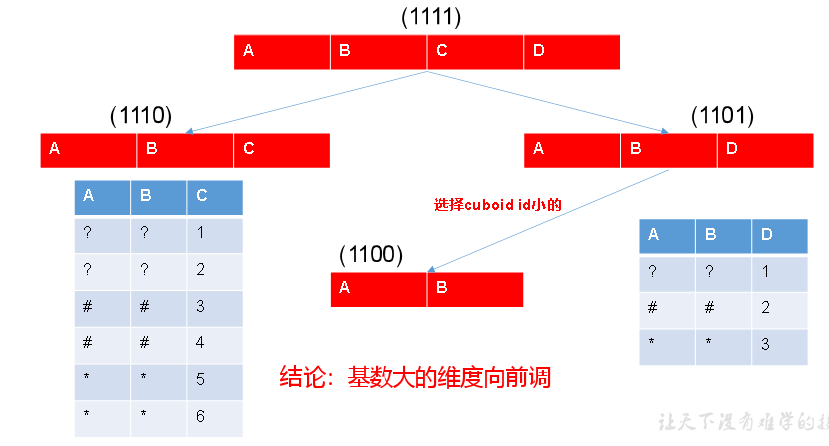 (1111)
A B C D
(1110)
(1101)
A B C
A B D
A B C
? ? 1
? ? 2
# # 3
# # 4
* * 5
* * 6
选择cuboid id小的
(1100)
A B
A B D
? ? 1
# # 2
* * 3
结论：基数大的维度向前调
让天下没有难学的